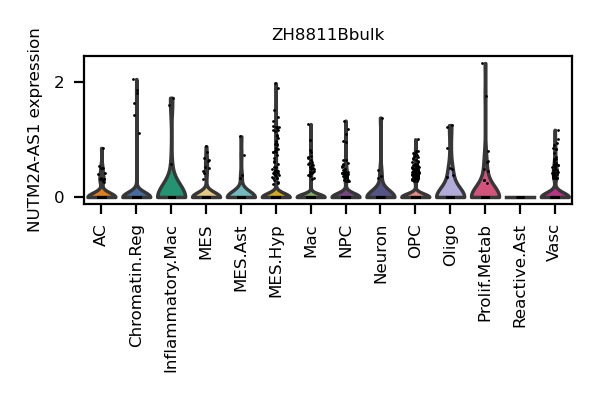 ZH8811Bbulk
NUTM2A-AS1 expression
2
0
AC
Chromatin.Reg
Inflammatory.Mac
MES
MES.Ast
MES.Hyp
Mac
NPC
Neuron
OPC
Oligo
Prolif.Metab
Reactive.Ast
Vasc